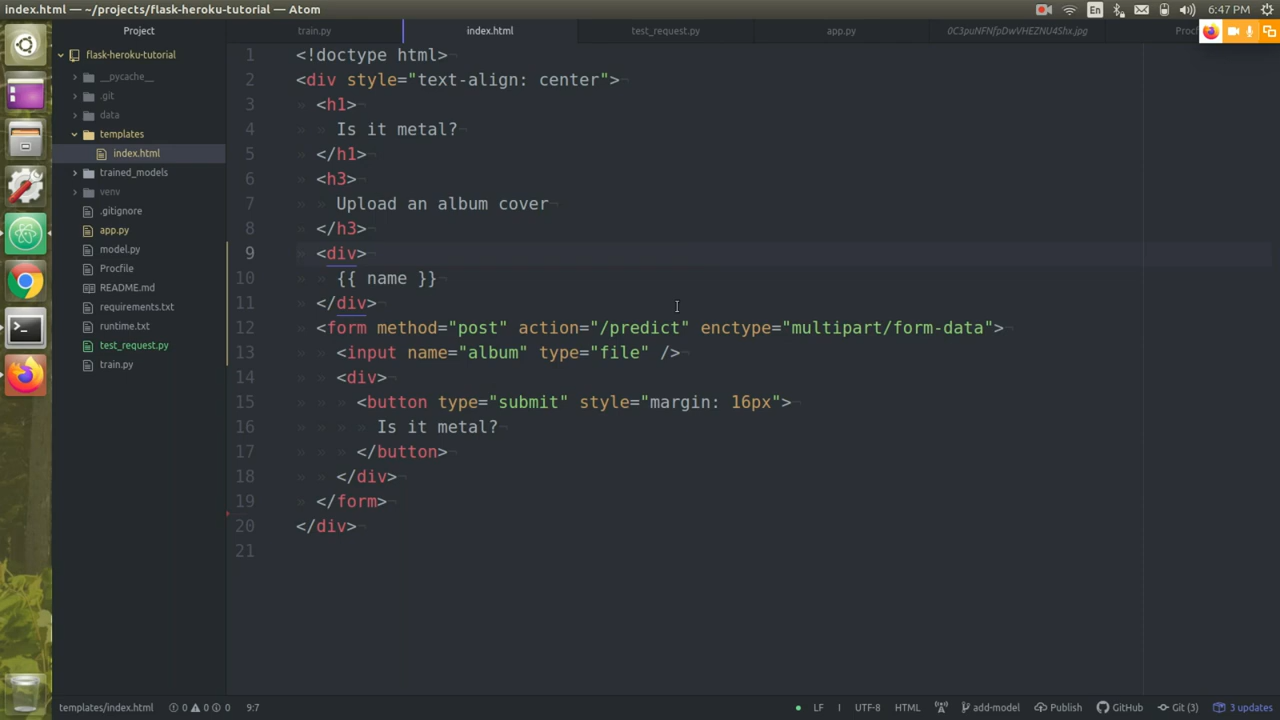 index.html — ~/projects/flask-heroku-tutorial — Atom
En
6:47 PM
Project
train.py
index.html
test_request.py
app.py
0C3puNFNfpDwVHEZNU4Shx.jpg
Proc
flask-heroku-tutorial
__pycache__
.git
data
templates
index.html
trained_models
venv
.gitignore
app.py
model.py
Procfile
README.md
requirements.txt
runtime.txt
test_request.py
train.py
1 <!doctype html>¬
2 <div style="text-align: center">¬
3 » <h1>¬
4 » » Is it metal?¬
5 » </h1>¬
6 » <h3>¬
7 » » Upload an album cover¬
8 » </h3>¬
9 » <div>¬
10 » » {{ name }}¬
11 » </div>¬
12 » <form method="post" action="/predict" enctype="multipart/form-data">¬
13 » » <input name="album" type="file" />¬
14 » » <div>¬
15 » » » <button type="submit" style="margin: 16px">¬
16 » » » » Is it metal?¬
17 » » » </button>¬
18 » » </div>¬
19 » </form>¬
20 </div>¬
21
templates/index.html
0 0 0
9:7
LF
UTF-8
HTML
add-model
Publish
GitHub
Git (3)
3 updates